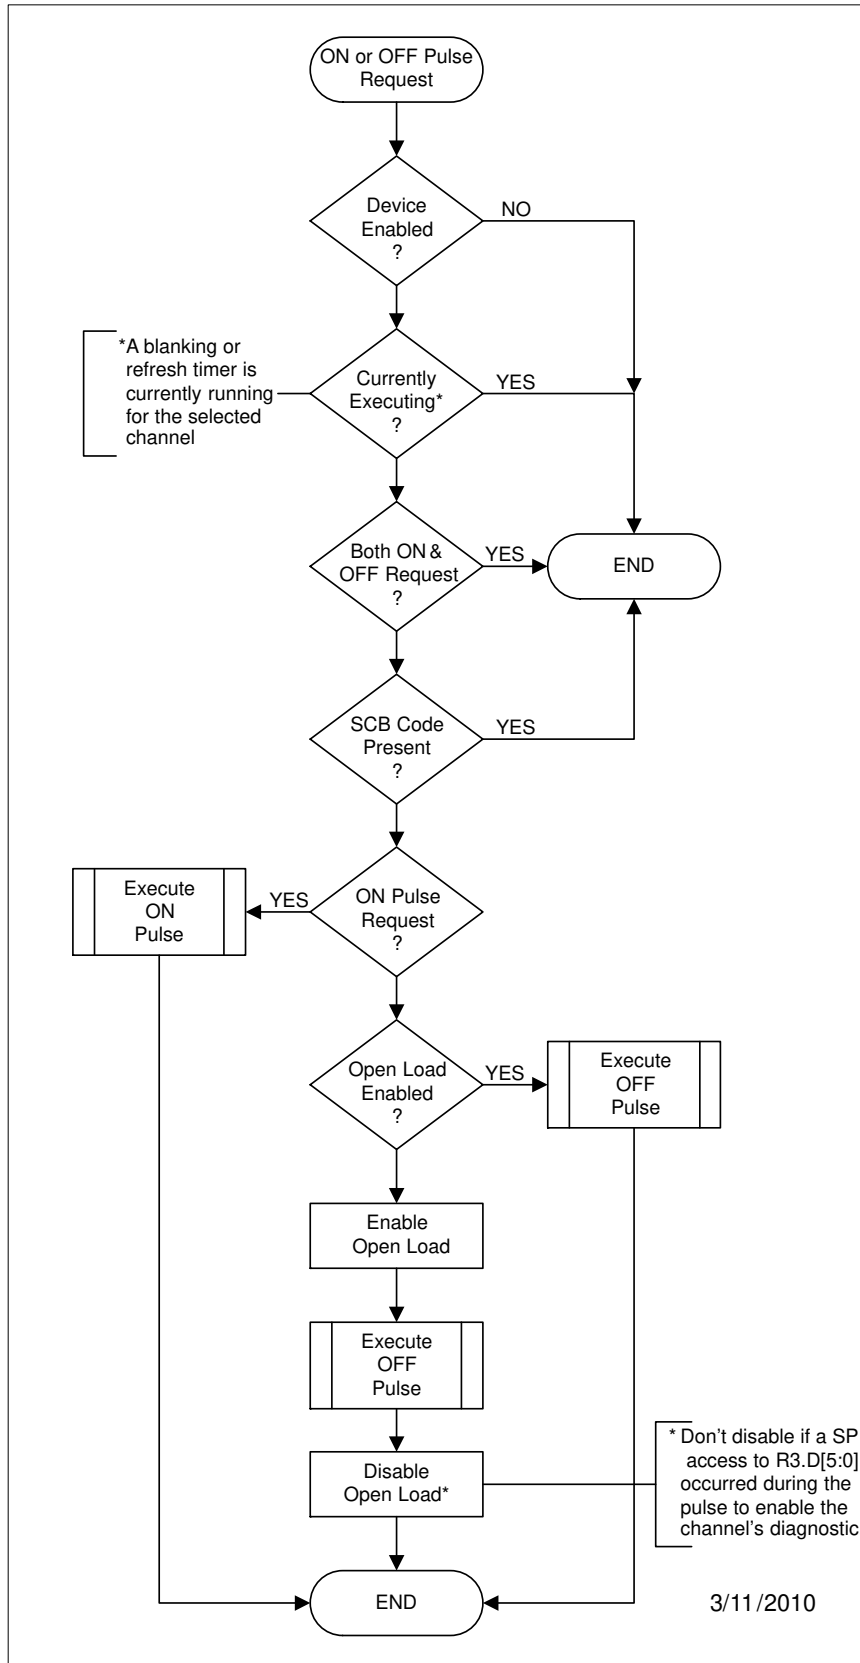 ON or OFF Pulse
Request
Device
Enabled
?
NO
*A blanking or
refresh timer is
currently running
for the selected
channel
Currently
Executing*
?
YES
Both ON &
OFF Request
?
YES
END
SCB Code
Present
?
YES
Execute
ON
Pulse
YES
ON Pulse
Request
?
Open Load
Enabled
?
YES
Execute
OFF
Pulse
Enable
Open Load
Execute
OFF
Pulse
Disable
Open Load*
* Don't disable if a SP
access to R3.D[5:0]
occurred during the
pulse to enable the
channel's diagnostic
END
3/11/2010